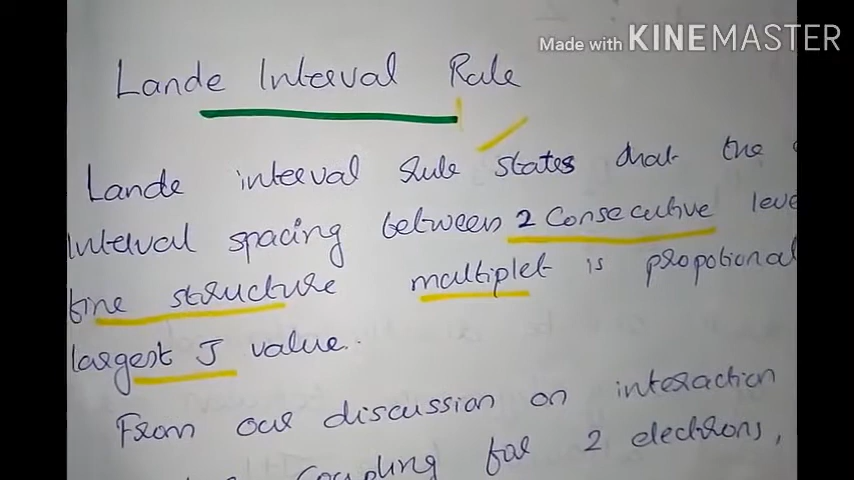 Made with KINEMASTER
Lande Interval Rule
Lande interval rule states that the
Interval spacing between 2 consecutive leve
fine structure multiplet is propotional
largest J value.
From our discussion on interaction
coupling for 2 electrons,